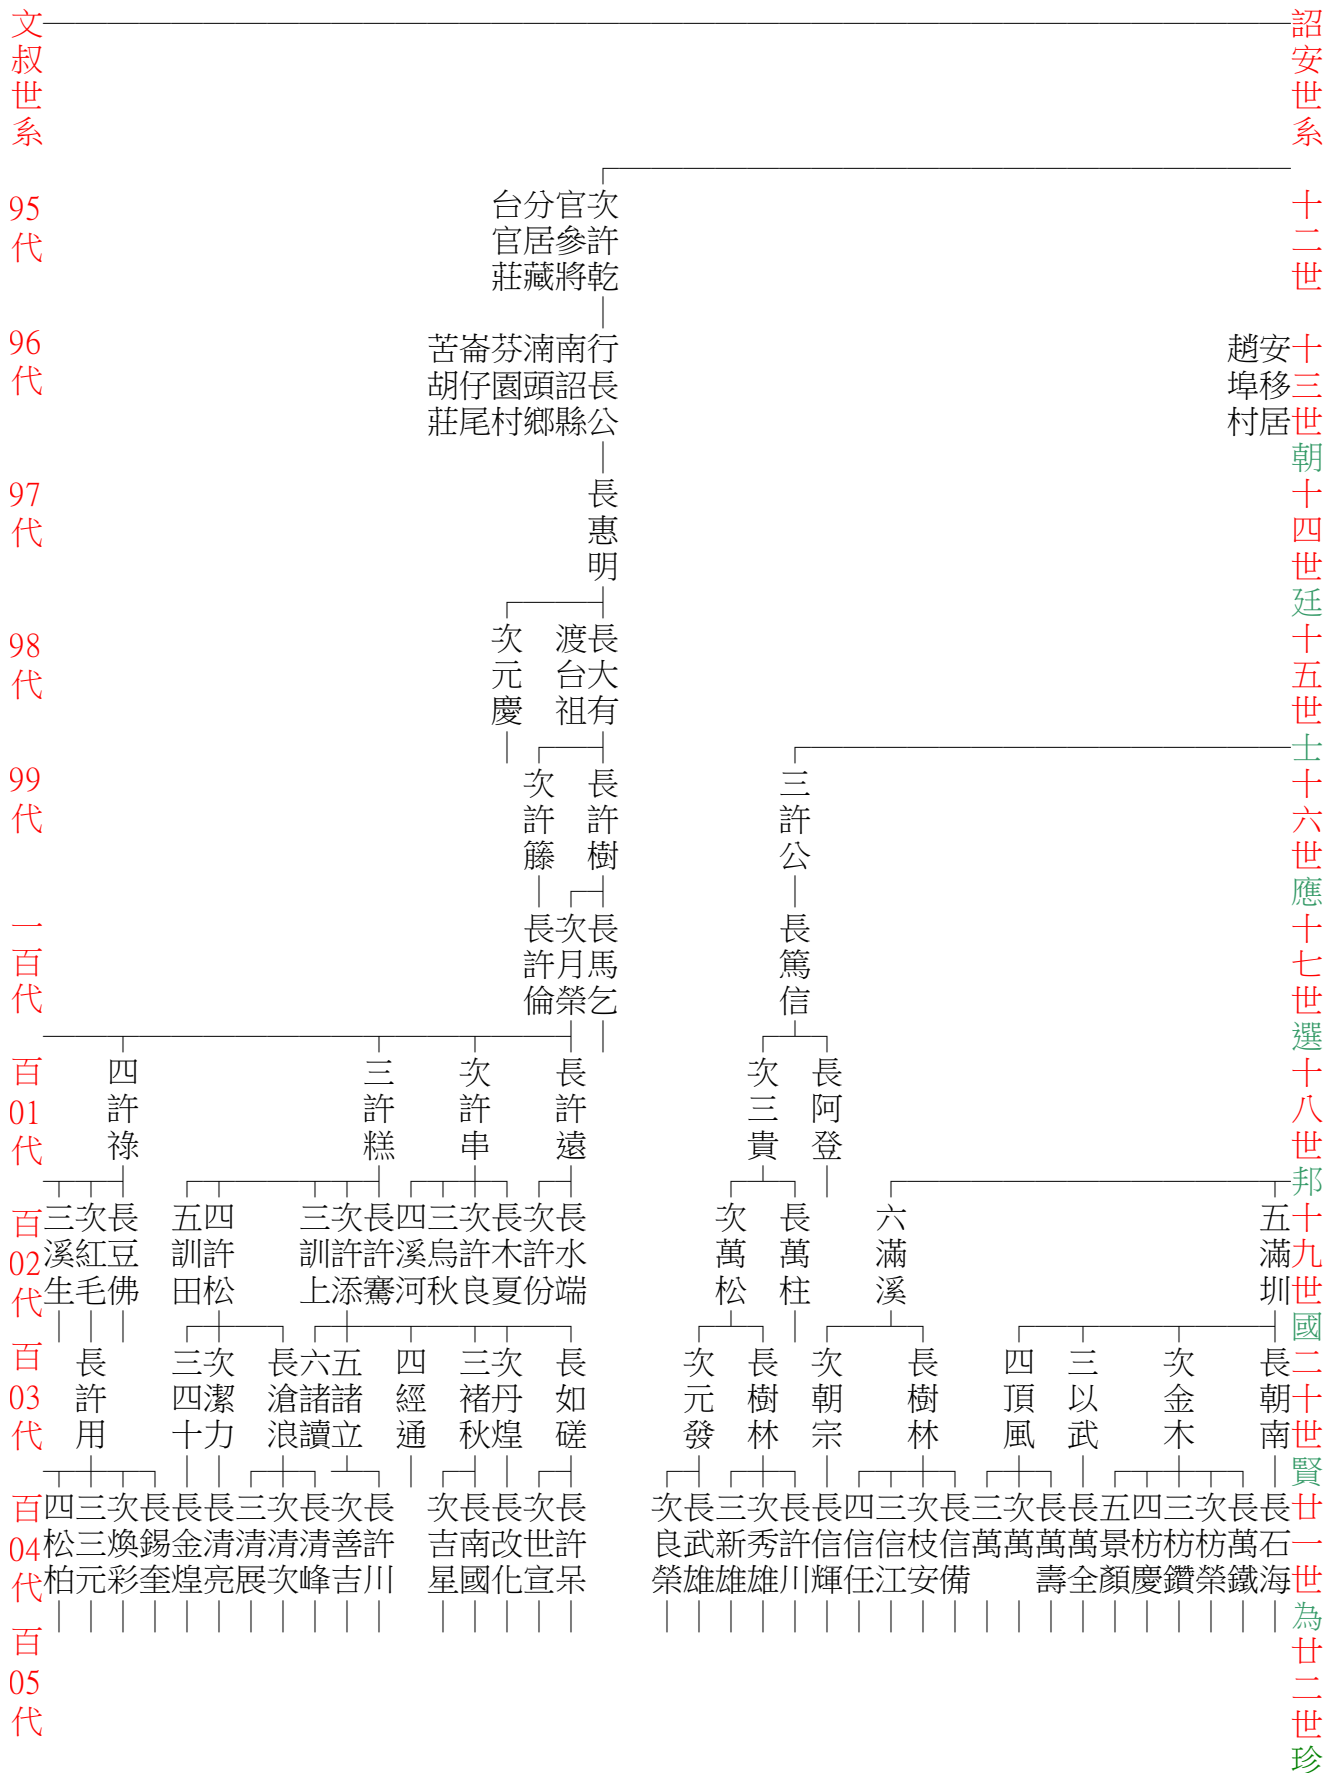 詔安世系
十二世
十三世
朝
十四世
廷
十五世
士
十六世
應
十七世
選
十八世
邦
十九世
國
二十世
賢
廿一世
為
廿二世
珍
次許乾
官參將
分居藏
台官莊
安移居
趙埠村
行長公
南詔縣
湳頭鄉
芬園村
崙仔尾
苦胡莊
長惠明
長大有
渡台祖
次元慶
三許公
長許樹
次許籐
長篤信
長馬乞
次月榮
長許倫
長阿登
次三貴
長許遠
次許串
三許糕
四許祿
五滿圳
六滿溪
長萬柱
次萬松
長水端
次許份
長木夏
次許良
三烏秋
四溪河
長許騫
次許添
三訓上
四許松
五訓田
長豆佛
次紅毛
三溪生
長朝南
次金木
三以武
四頂風
長樹林
次朝宗
長樹林
次元發
長如磋
次丹煌
三褚秋
四經通
五諸立
六諸讀
長滄浪
次潔力
三四十
長許用
長石海
長萬鐵
次枋榮
三枋鑽
四枋慶
五景顏
長萬全
長萬壽
次萬
三萬
長信備
次枝安
三信江
四信任
長信輝
長許川
次秀雄
三新雄
長武雄
次良榮
長許呆
次世宣
長改化
長南國
次吉星
長許川
次善吉
長清峰
次清次
三清展
長清亮
長金煌
長錫奎
次煥彩
三三元
四松柏
文叔世系
95代
96代
97代
98代
99代
一百代
百01代
百02代
百03代
百04代
百05代